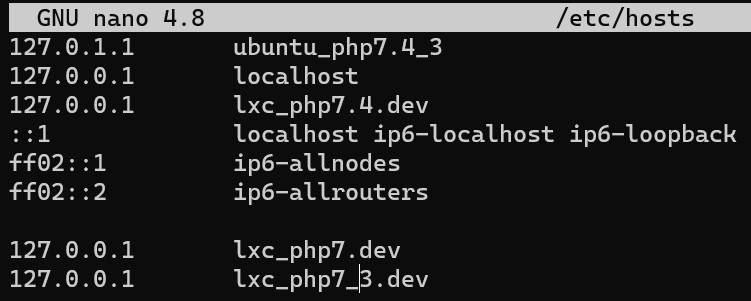 GNU nano 4.8 /etc/hosts
127.0.1.1 ubuntu_php7.4_3
127.0.0.1 localhost
127.0.0.1 lxc_php7.4.dev
::1 localhost ip6-localhost ip6-loopback
ff02::1 ip6-allnodes
ff02::2 ip6-allrouters
127.0.0.1 lxc_php7.dev
127.0.0.1 lxc_php7_3.dev